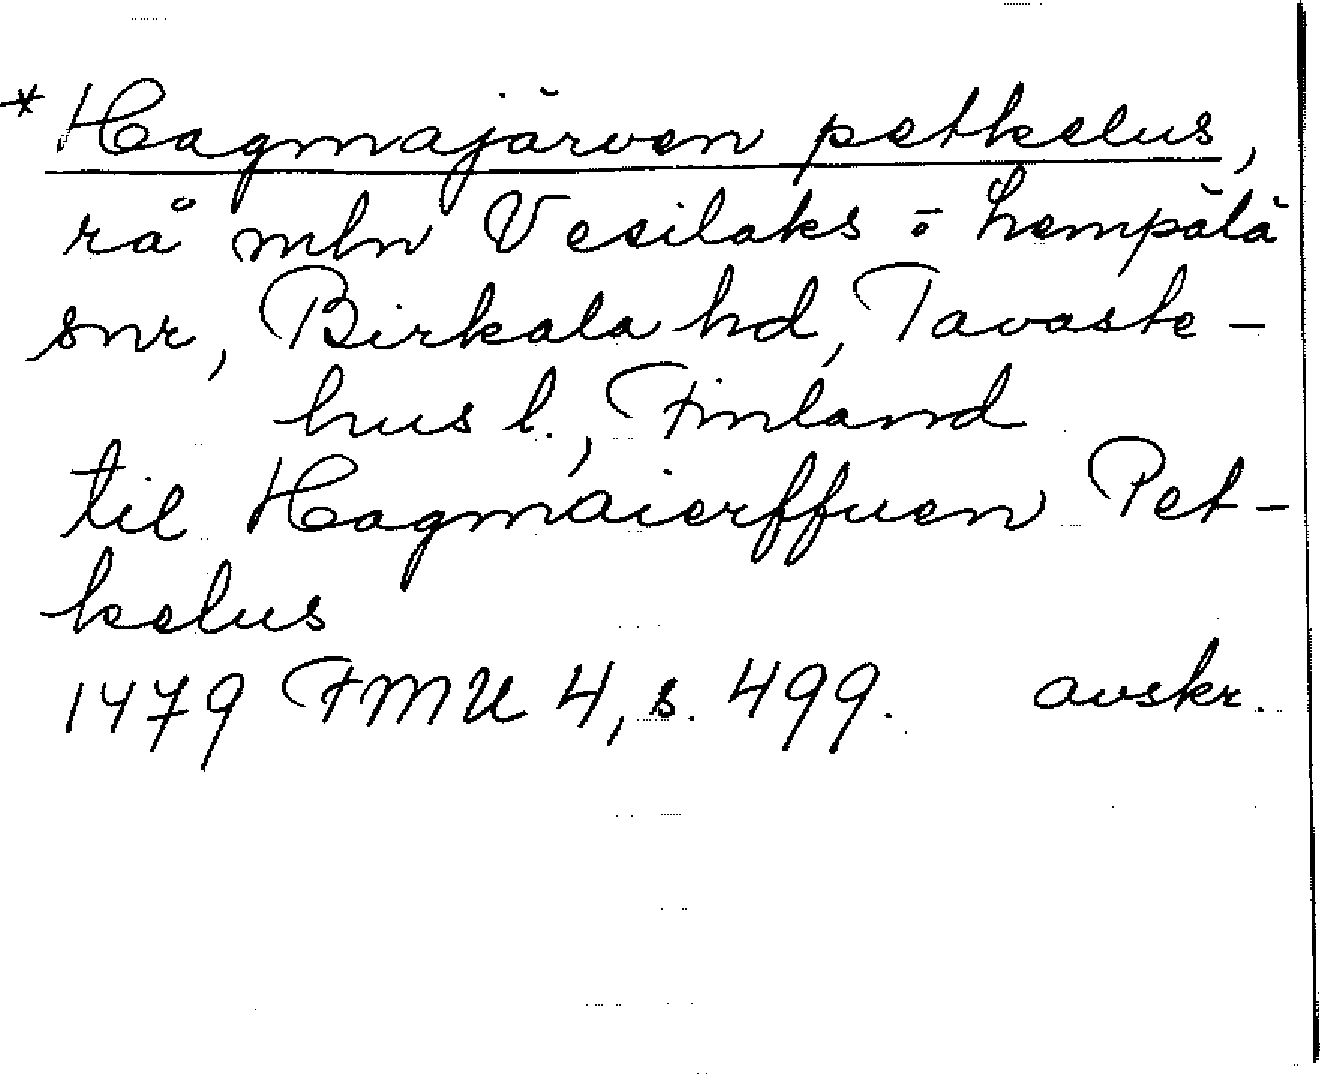 * Hagmajärven petkelus,
rå mln Vesilaks o. Lempälä
snr, Birkala hd, Tavaste-
hus l., Finland
til Hagmaierffuen Pet-
kelus
1479 FMU 4, s. 499. avskr.